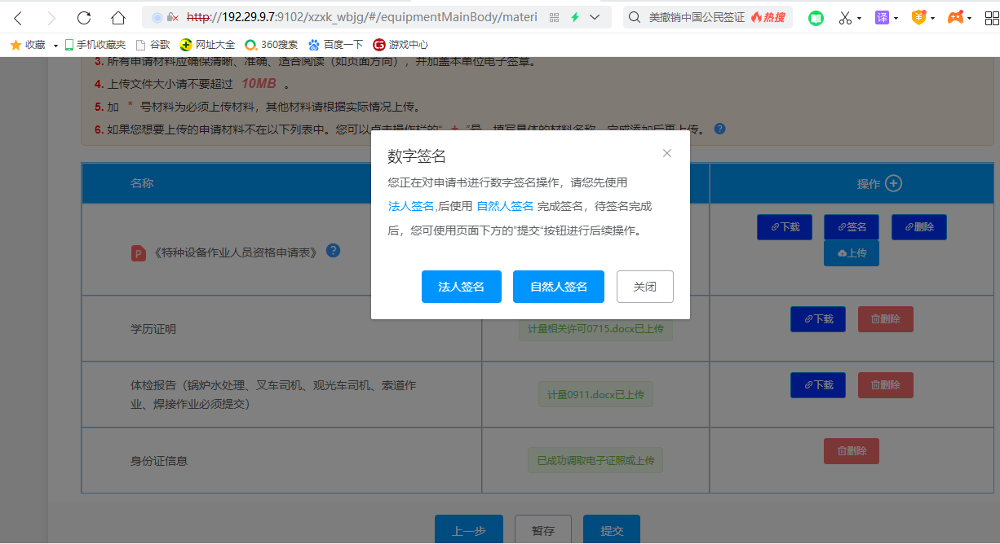 http://192.29.9.7:9102/xzxk_wbjg/#/equipmentMainBody/materi
美撤销中国公民签证 热搜
译
收藏 手机收藏夹 谷歌 网址大全 360搜索 百度一下 游戏中心
3. 所有申请材料应确保清晰、准确、适合阅读（如页面方向），并加盖本单位电子签章。
4. 上传文件大小请不要超过 10MB 。
5. 加 * 号材料为必须上传材料，其他材料请根据实际情况上传。
6. 如果您想要上传的申请材料不在以下列表中。您可以点击操作栏的“ + ”号，填写具体的材料名称，完成添加后再上传。 ?
数字签名
您正在对申请书进行数字签名操作，请您先使用
法人签名,后使用 自然人签名 完成签名，待签名完成
后，您可使用页面下方的"提交"按钮进行后续操作。
法人签名 自然人签名 关闭
名称 操作
P 《特种设备作业人员资格申请表》 ?
下载 签名 删除
上传
学历证明 计量相关许可0715.docx已上传 下载 删除
体检报告（锅炉水处理、叉车司机、观光车司机、索道作
业、焊接作业必须提交）
计量0911.docx已上传 下载 删除
身份证信息 已成功调取电子证照或上传 删除
上一步 暂存 提交